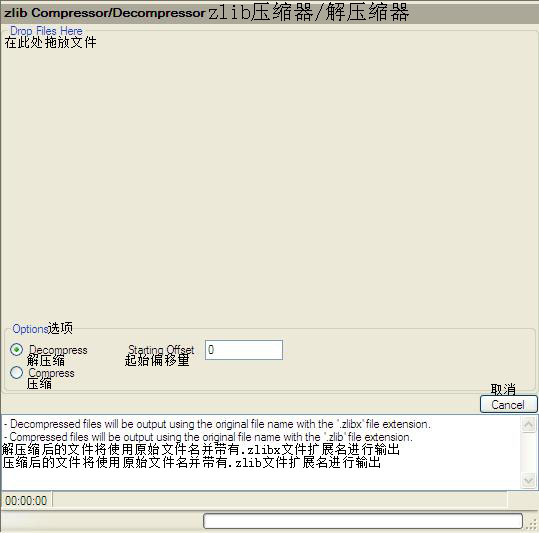 zlib Compressor/Decompressor zlib压缩器/解压缩器
Drop Files Here
在此处拖放文件
Options选项
Decompress Starting Offset 0
解压缩 起始偏移量
Compress
压缩
取消
Cancel
- Decompressed files will be output using the original file name with the '.zlibx' file extension.
- Compressed files will be output using the original file name with the '.zlib' file extension.
解压缩后的文件将使用原始文件名并带有.zlibx文件扩展名进行输出
压缩后的文件将使用原始文件名并带有.zlib文件扩展名进行输出
00:00:00